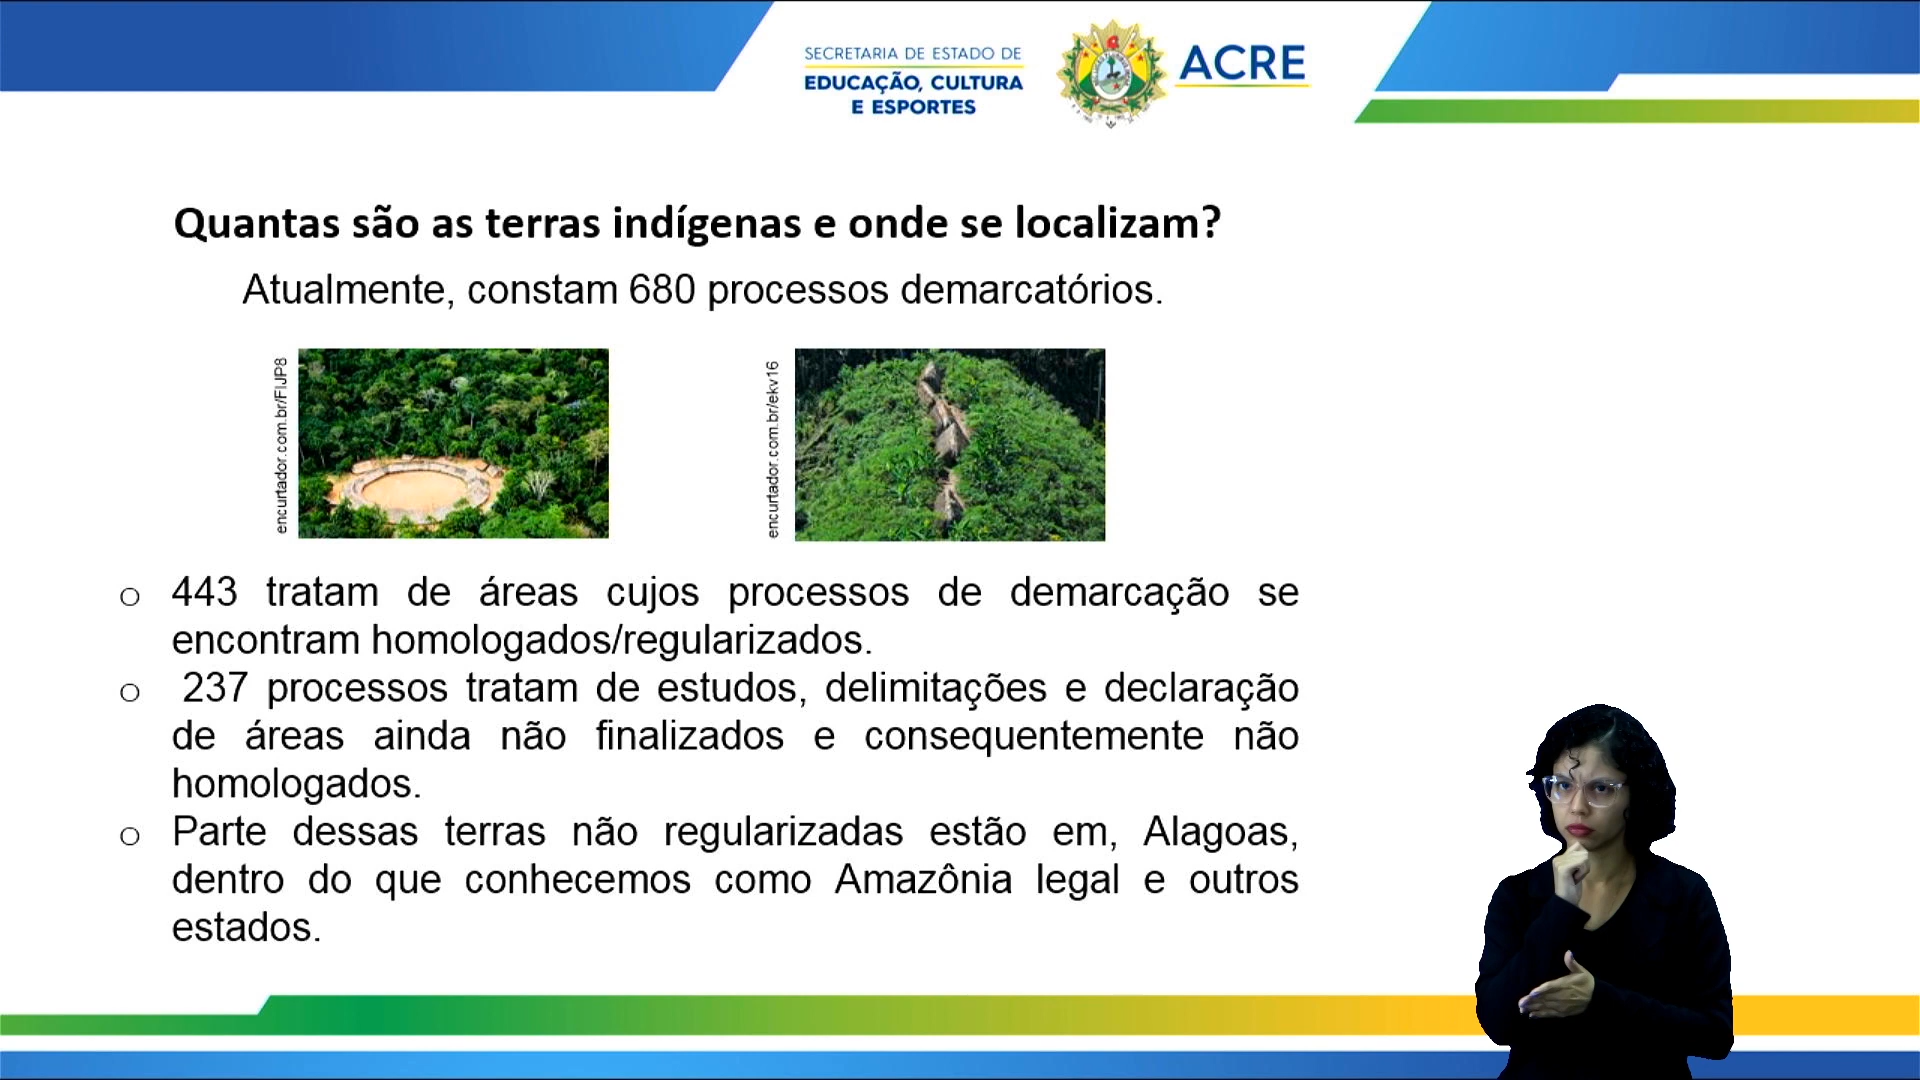 SECRETARIA DE ESTADO DE
EDUCAÇÃO, CULTURA
E ESPORTES
ACRE
Quantas são as terras indígenas e onde se localizam?
Atualmente, constam 680 processos demarcatórios.
encurtador.com.br/FIJP8
encurtador.com.br/ekv16
o 443 tratam de áreas cujos processos de demarcação se
encontram homologados/regularizados.
o 237 processos tratam de estudos, delimitações e declaração
de áreas ainda não finalizados e consequentemente não
homologados.
o Parte dessas terras não regularizadas estão em, Alagoas,
dentro do que conhecemos como Amazônia legal e outros
estados.